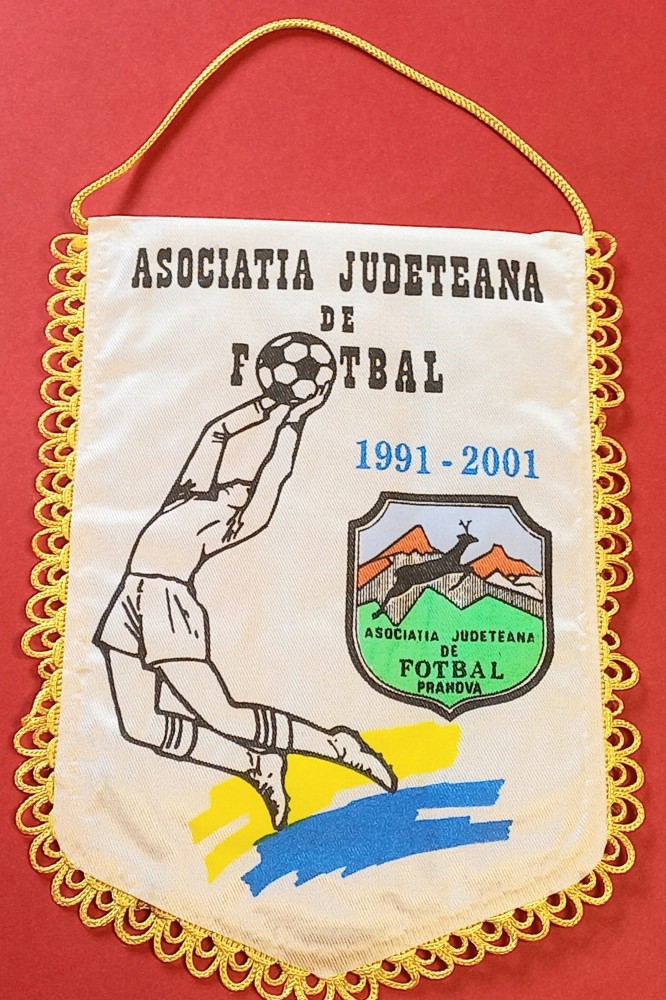 ASOCIATIA JUDETEANA
DE
FOTBAL
1991 - 2001
ASOCIATIA JUDETEANA
DE
FOTBAL
PRAHOVA